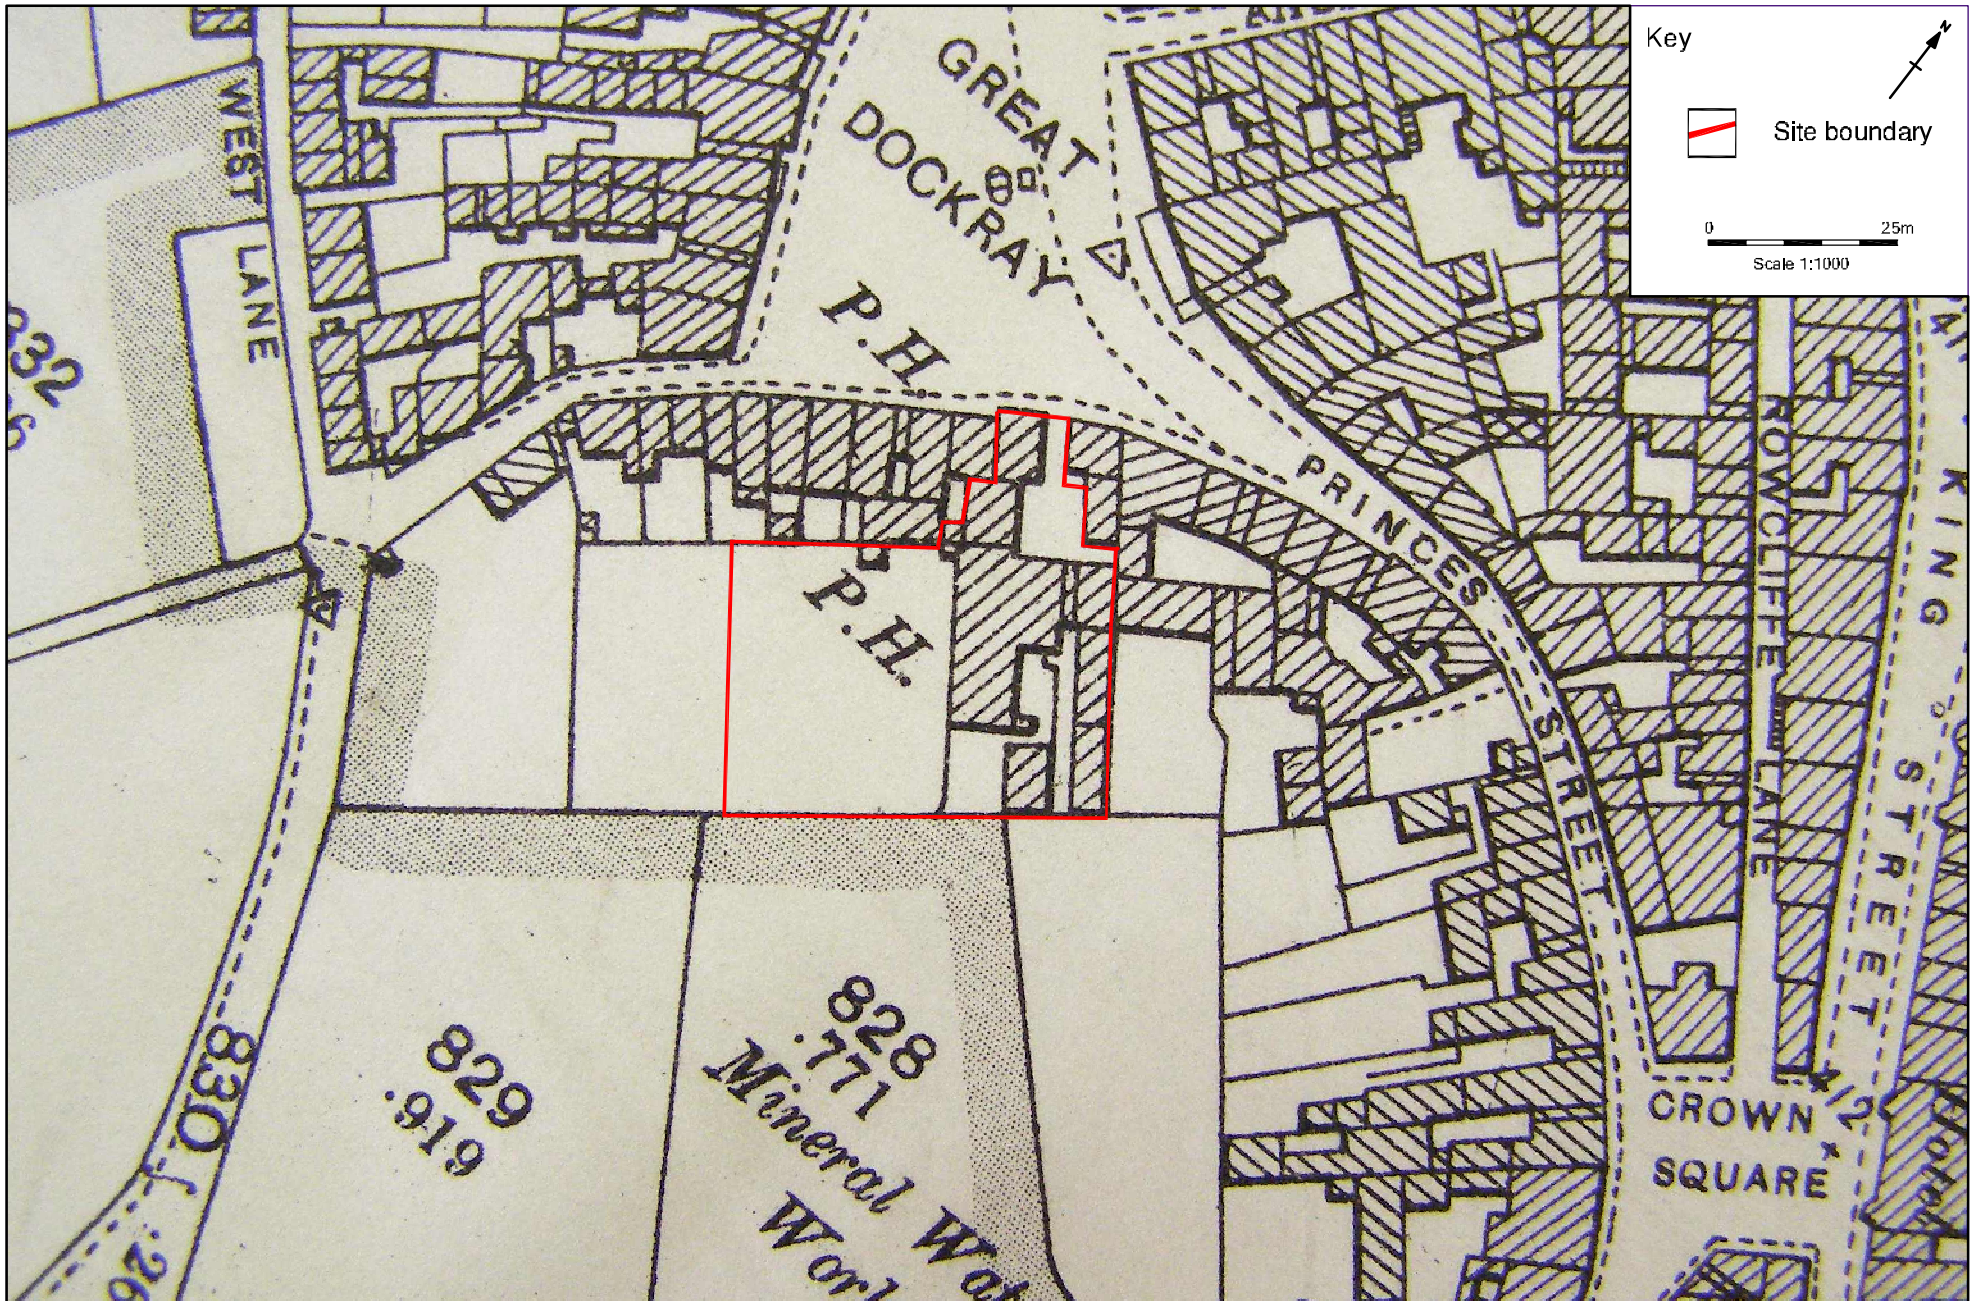 Key
N
Site boundary
0 25m
Scale 1:1000
GREAT
DOCKRAY
WEST
LANE
P.H.
P.H.
PRINCES
STREET
ROWCLIFFE
LANE
KING
STREET
CROWN
SQUARE
Hotel
830
829
.919
828
.771
Mineral